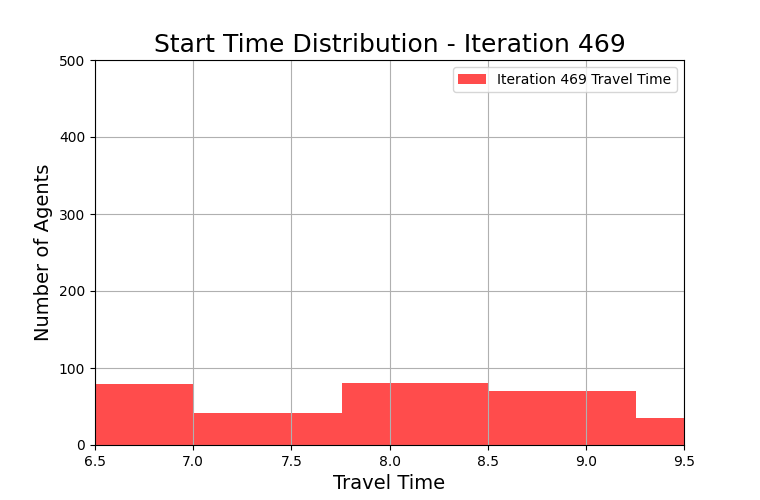 Start Time Distribution - Iteration 469
Iteration 469 Travel Time
500
400
300
200
100
0
Number of Agents
6.5 7.0 7.5 8.0 8.5 9.0 9.5
Travel Time